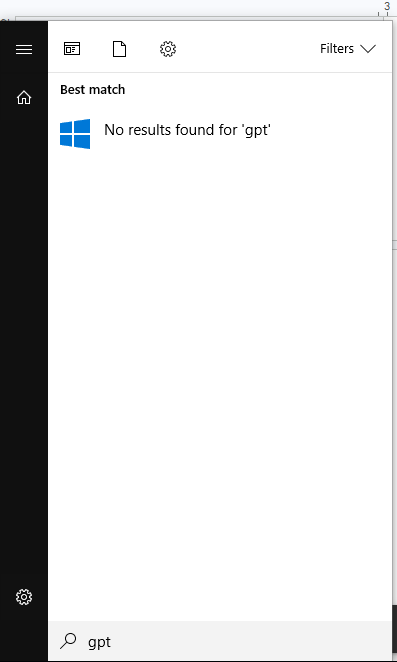 3
Filters
Best match
No results found for 'gpt'
gpt